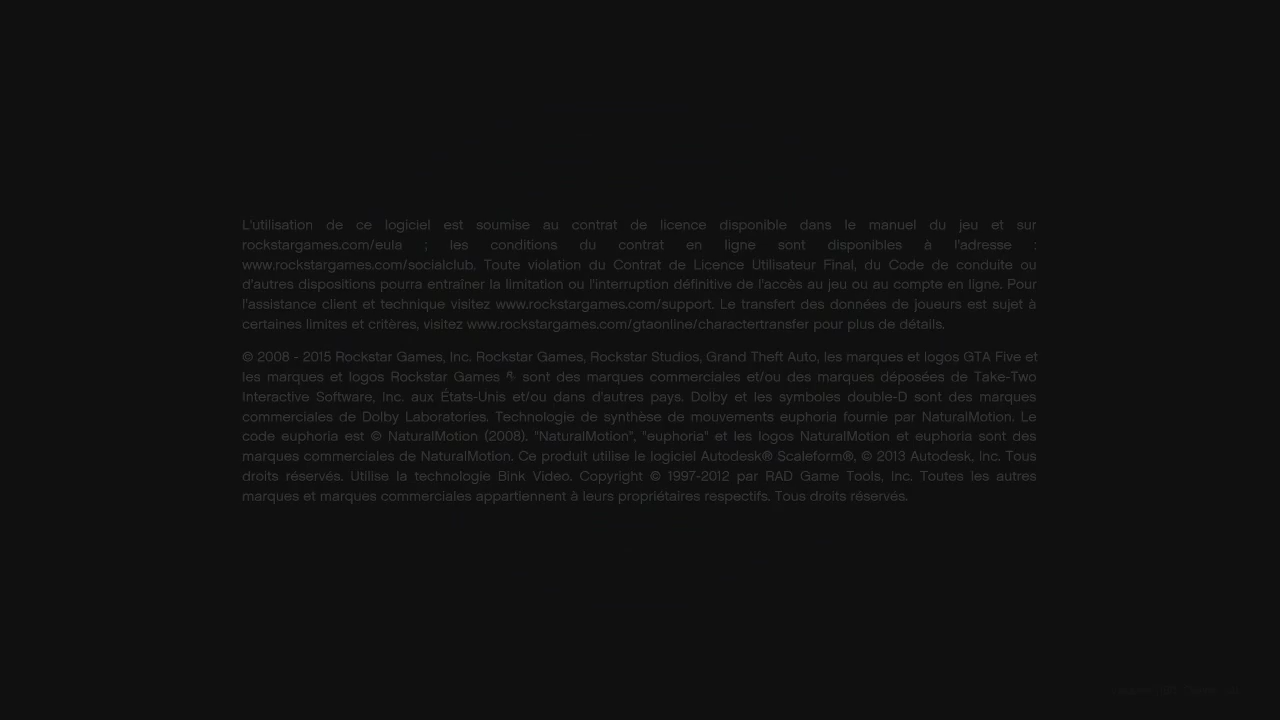 L'utilisation de ce logiciel est soumise au contrat de licence disponible dans le manuel du jeu et sur
rockstargames.com/eula ; les conditions du contrat en ligne sont disponibles à l'adresse :
www.rockstargames.com/socialclub. Toute violation du Contrat de Licence Utilisateur Final, du Code de conduite ou
d'autres dispositions pourra entraîner la limitation ou l'interruption définitive de l'accès au jeu ou au compte en ligne. Pour
l'assistance client et technique visitez www.rockstargames.com/support. Le transfert des données de joueurs est sujet à
certaines limites et critères, visitez www.rockstargames.com/gtaonline/charactertransfer pour plus de détails.
© 2008 - 2015 Rockstar Games, Inc. Rockstar Games, Rockstar Studios, Grand Theft Auto, les marques et logos GTA Five et
les marques et logos Rockstar Games R* sont des marques commerciales et/ou des marques déposées de Take-Two
Interactive Software, Inc. aux États-Unis et/ou dans d'autres pays. Dolby et les symboles double-D sont des marques
commerciales de Dolby Laboratories. Technologie de synthèse de mouvements euphoria fournie par NaturalMotion. Le
code euphoria est © NaturalMotion (2008). "NaturalMotion", "euphoria" et les logos NaturalMotion et euphoria sont des
marques commerciales de NaturalMotion. Ce produit utilise le logiciel Autodesk® Scaleform®, © 2013 Autodesk, Inc. Tous
droits réservés. Utilise la technologie Bink Video. Copyright © 1997-2012 par RAD Game Tools, Inc. Toutes les autres
marques et marques commerciales appartiennent à leurs propriétaires respectifs. Tous droits réservés.